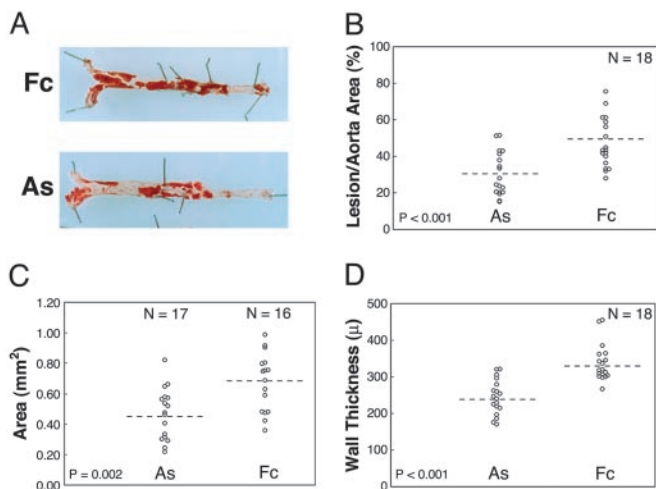 A
Fc
As
B
Lesion/Aorta Area (%)
100
80
60
40
20
0
N = 18
P < 0.001
As
Fc
C
Area (mm²)
1.20
1.00
0.80
0.60
0.40
0.20
0.00
N = 17
N = 16
P = 0.002
As
Fc
D
Wall Thickness (µ)
500
400
300
200
100
0
N = 18
P < 0.001
As
Fc